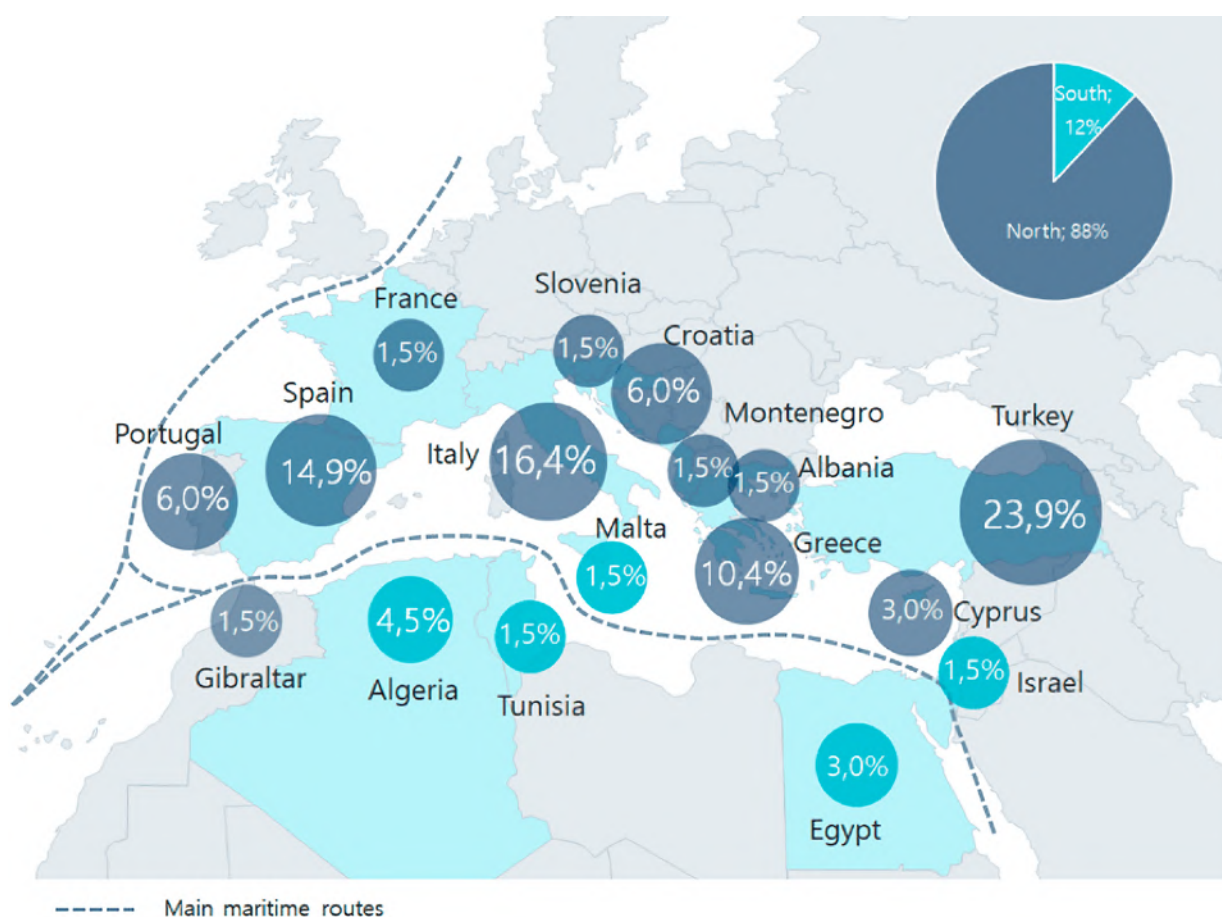 South;
12%
North; 88%
Slovenia
France
1,5%
1,5%
Croatia
6,0%
Spain
14,9%
Portugal
6,0%
Italy
16,4%
Montenegro
1,5%
Albania
1,5%
Turkey
23,9%
Malta
1,5%
Greece
10,4%
Cyprus
3,0%
1,5%
Gibraltar
4,5%
Algeria
1,5%
Tunisia
1,5%
Israel
3,0%
Egypt
Main maritime routes